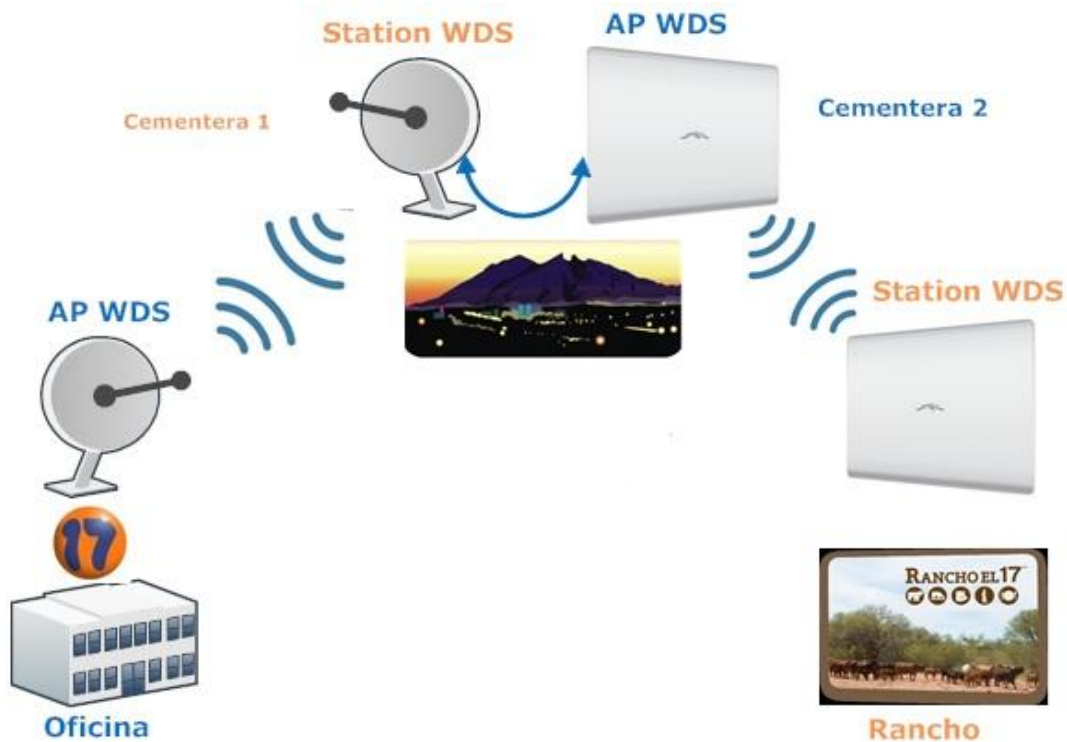 Station WDS
AP WDS
Cementera 1
Cementera 2
AP WDS
Station WDS
17
Oficina
RANCHO EL 17
Rancho